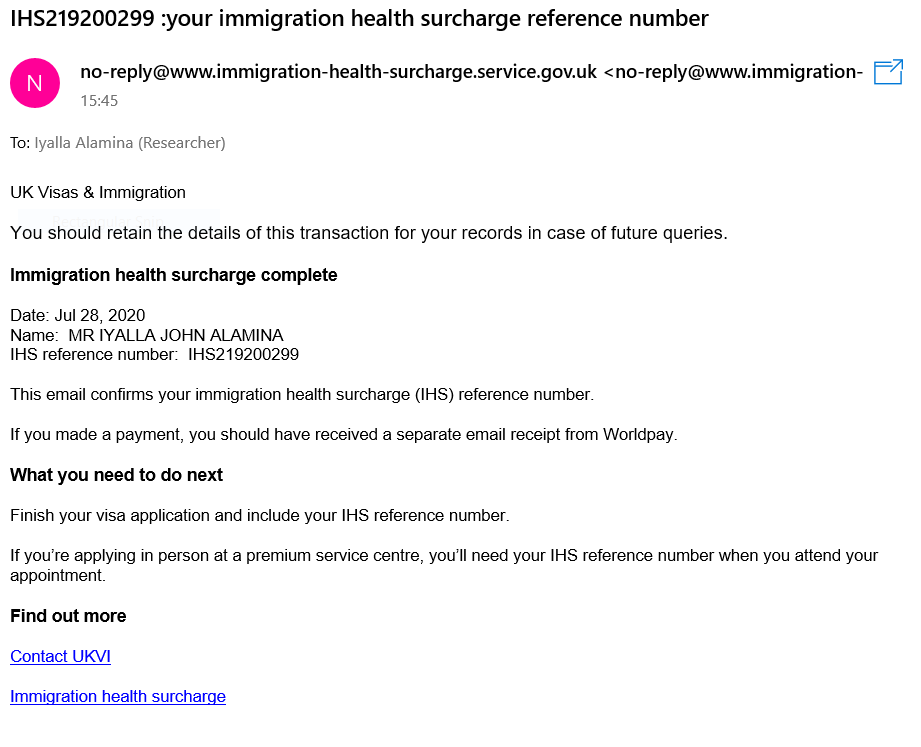 IHS219200299 :your immigration health surcharge reference number
N
no-reply@www.immigration-health-surcharge.service.gov.uk <no-reply@www.immigration-
15:45
To: Iyalla Alamina (Researcher)
UK Visas & Immigration
Rectangular Snip
You should retain the details of this transaction for your records in case of future queries.
Immigration health surcharge complete
Date: Jul 28, 2020
Name:  MR IYALLA JOHN ALAMINA
IHS reference number:  IHS219200299
This email confirms your immigration health surcharge (IHS) reference number.
If you made a payment, you should have received a separate email receipt from Worldpay.
What you need to do next
Finish your visa application and include your IHS reference number.
If you’re applying in person at a premium service centre, you’ll need your IHS reference number when you attend your
appointment.
Find out more
Contact UKVI
Immigration health surcharge